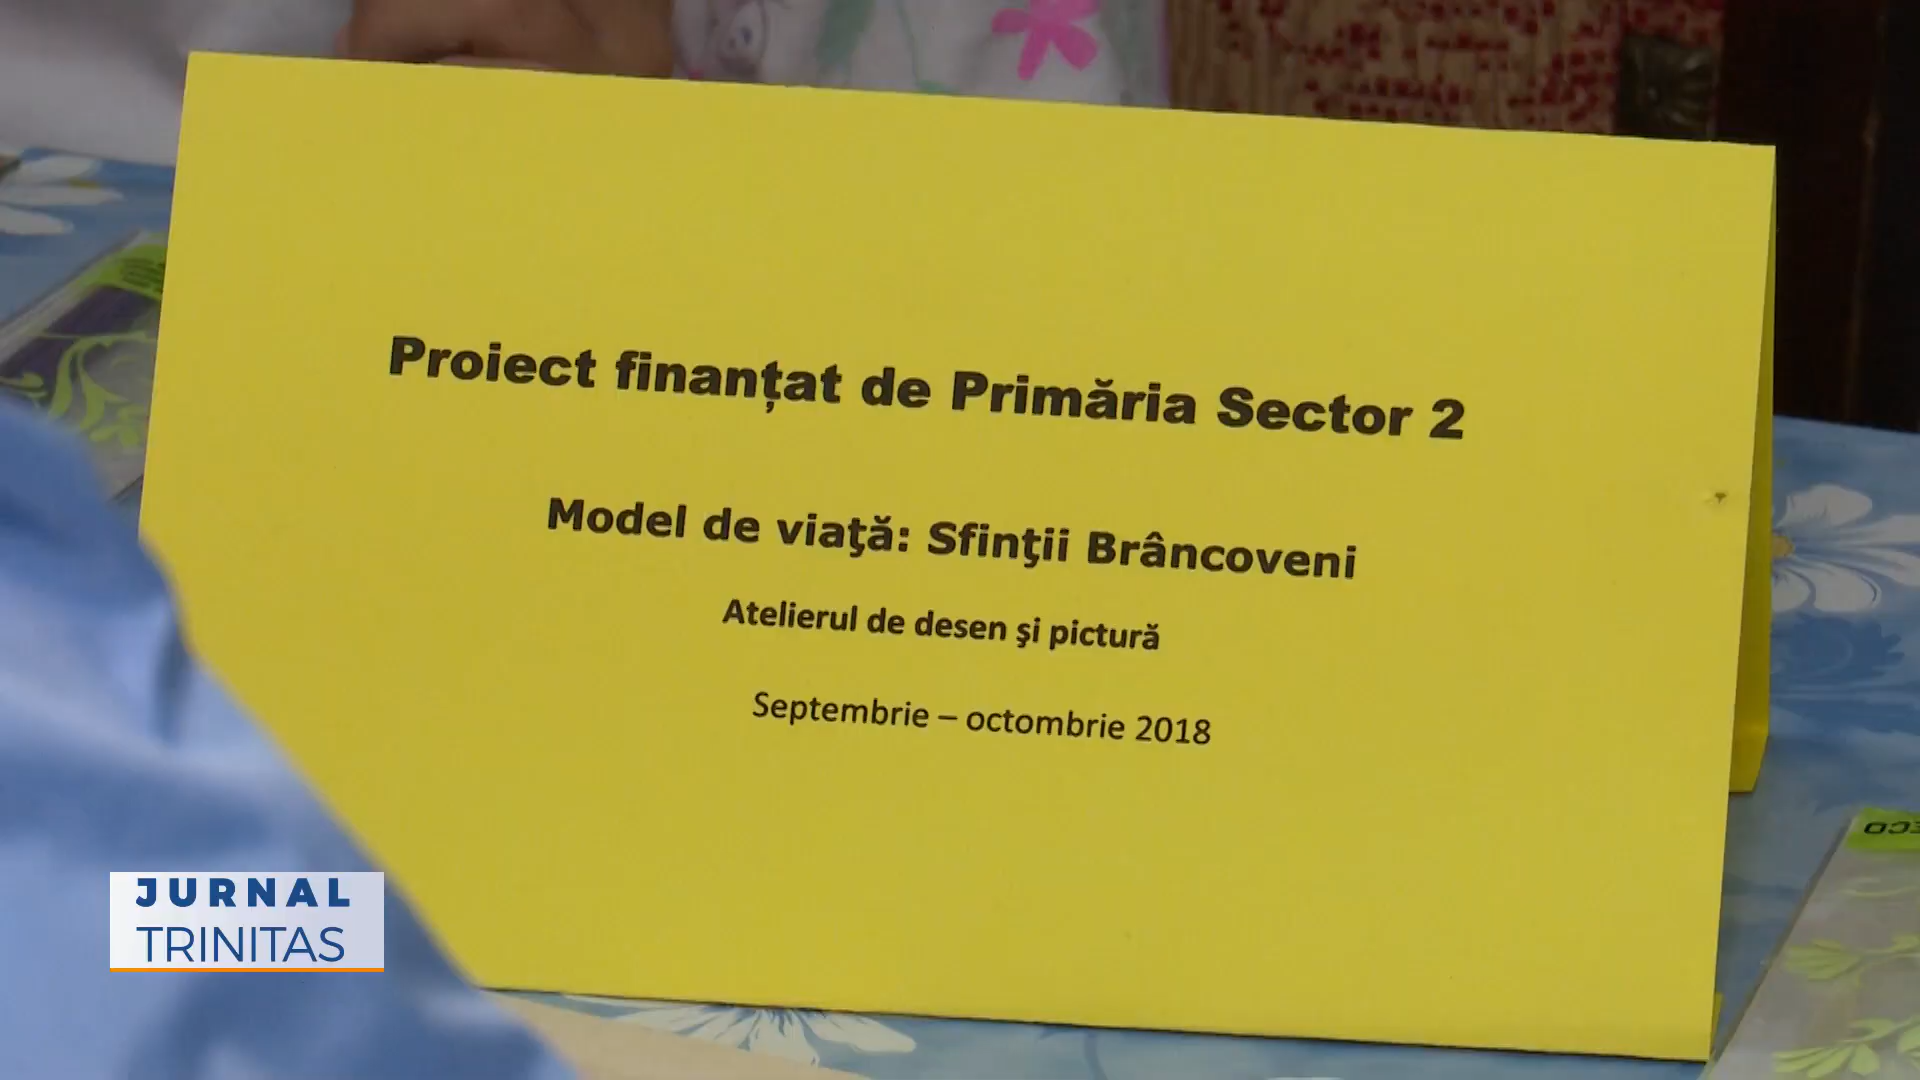 Proiect finanțat de Primăria Sector 2
Model de viaţă: Sfinţii Brâncoveni
Atelierul de desen şi pictură
Septembrie – octombrie 2018
JURNAL
TRINITAS